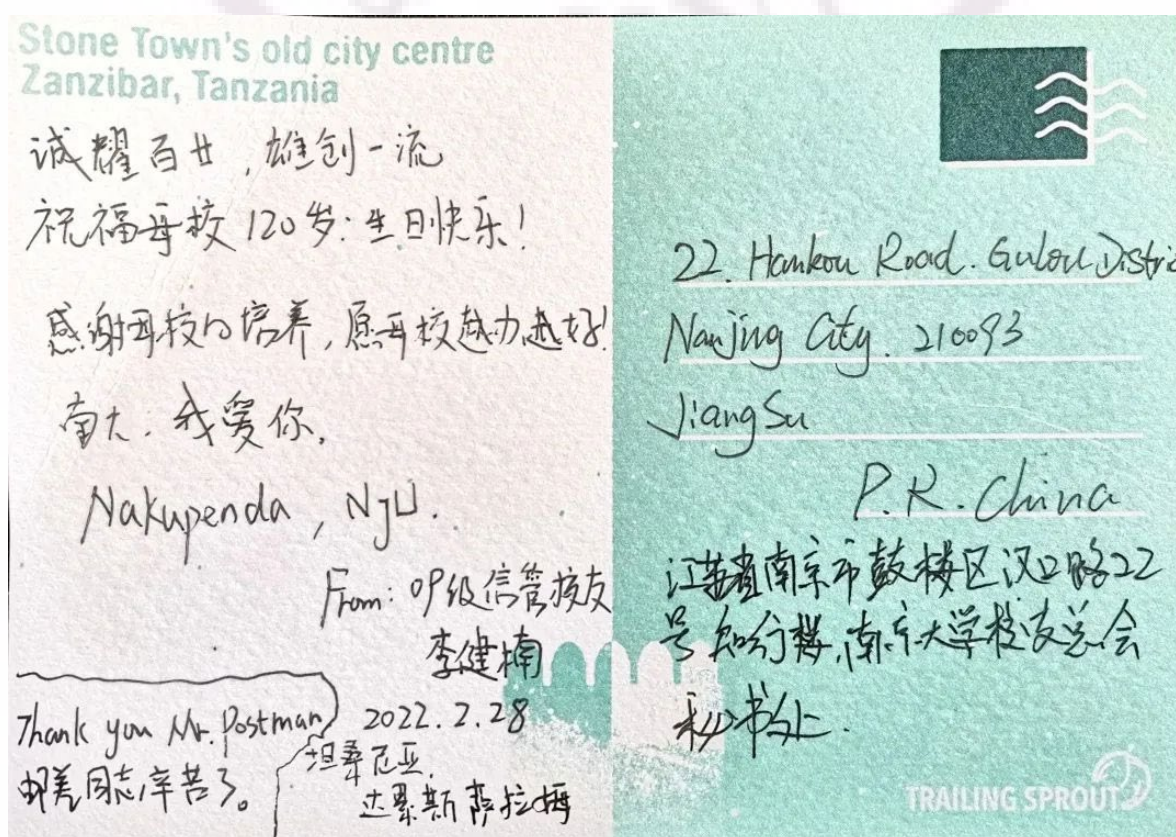 Stone Town's old city centre
Zanzibar, Tanzania
诚耀百廿，雄创一流
祝福母校120岁:生日快乐!
感谢母校的培养,愿母校越办越好!
南大.我爱你.
Nakupenda, NJU.
From: 09级信管校友
李健楠
2022.2.28
坦桑尼亚.
达累斯萨拉姆
Thank you Mr. Postman
邮差同志辛苦了。
22. Hankou Road. Gulou Distric
Nanjing City. 210093
JiangSu
P.R. China
江苏省南京市鼓楼区汉口路22
号知行楼,南京大学校友总会
秘书处.
TRAILING SPROUT